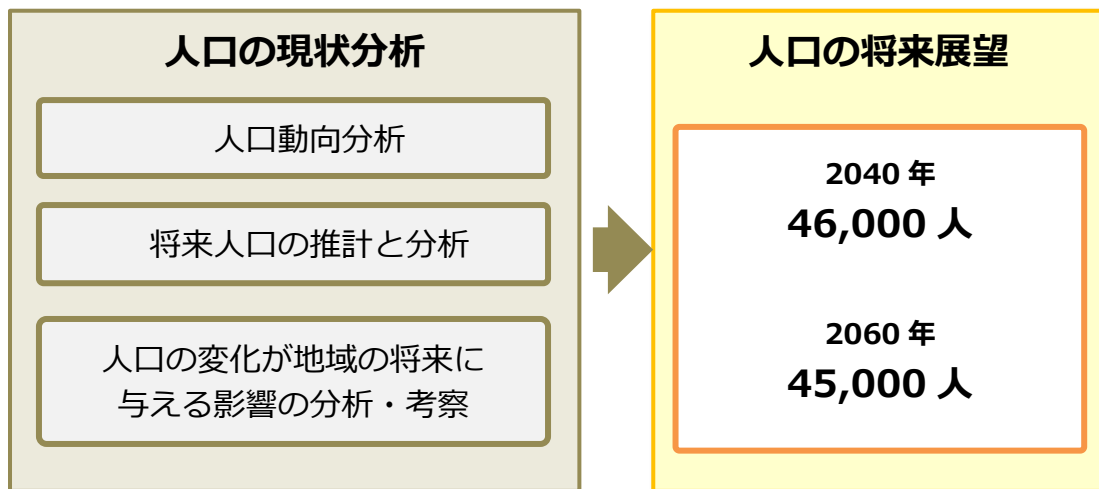 人口の現状分析
人口動向分析
将来人口の推計と分析
人口の変化が地域の将来に
与える影響の分析・考察
人口の将来展望
2040 年
46,000 人
2060 年
45,000 人